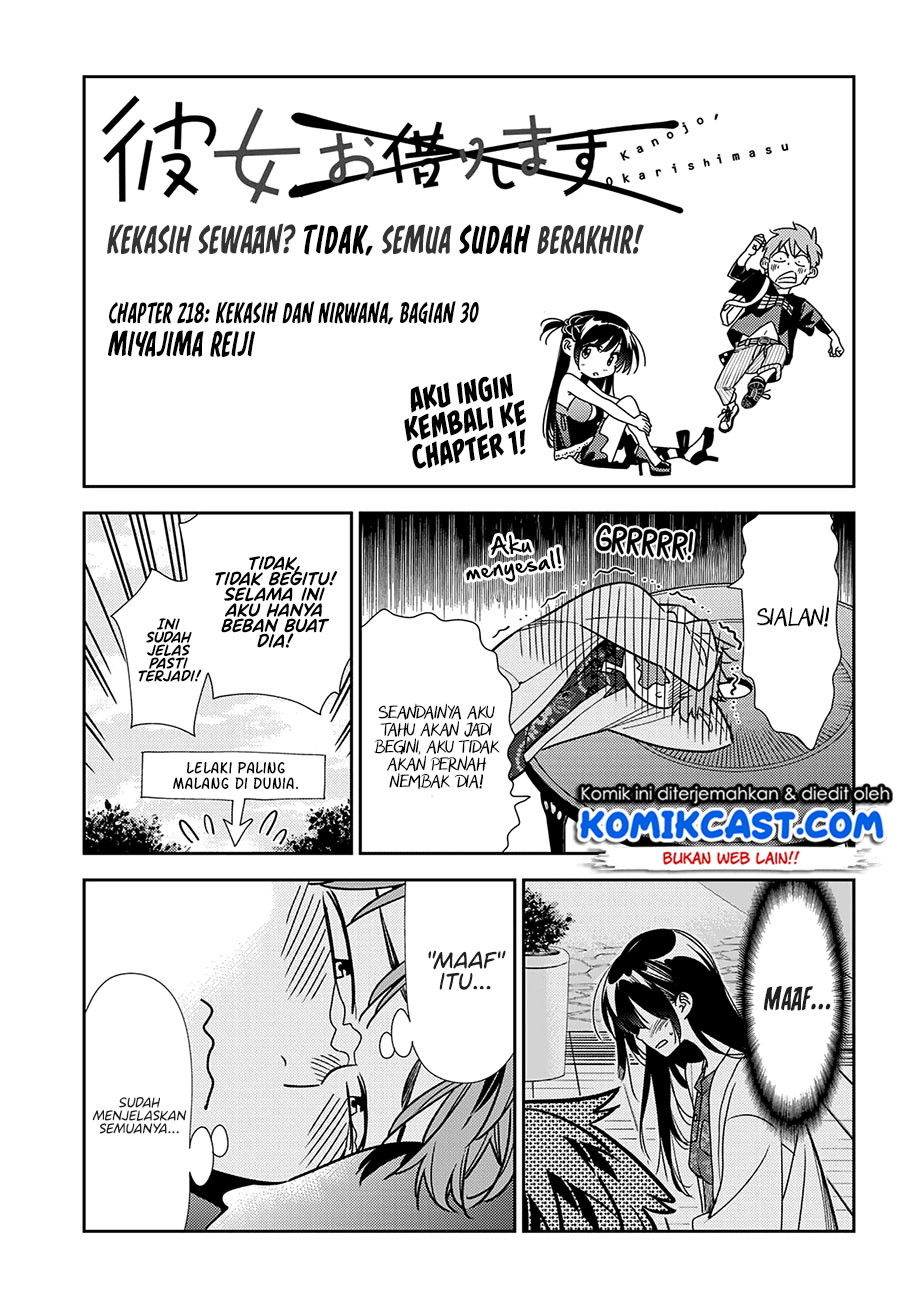 彼女お借りします
Kanojo,
Okarishimasu
KEKASIH SEWAAN? TIDAK, SEMUA SUDAH BERAKHIR!
CHAPTER 218: KEKASIH DAN NIRWANA, BAGIAN 30
MIYAJIMA REIJI
AKU INGIN
KEMBALI KE
CHAPTER 1!
SIALAN!
GRRRRR!
Aku
menyesal!
SEANDAINYA AKU
TAHU AKAN JADI
BEGINI, AKU TIDAK
AKAN PERNAH
NEMBAK DIA!
TIDAK,
TIDAK BEGITU!
SELAMA INI
AKU HANYA
BEBAN BUAT
DIA!
INI
SUDAH
JELAS
PASTI
TERJADI!
LELAKI PALING
MALANG DI DUNIA.
Komik ini diterjemahkan & diedit oleh
KOMIKCAST.COM
BUKAN WEB LAIN!!
MAAF...
"MAAF"
ITU...
SUDAH
MENJELASKAN
SEMUANYA...